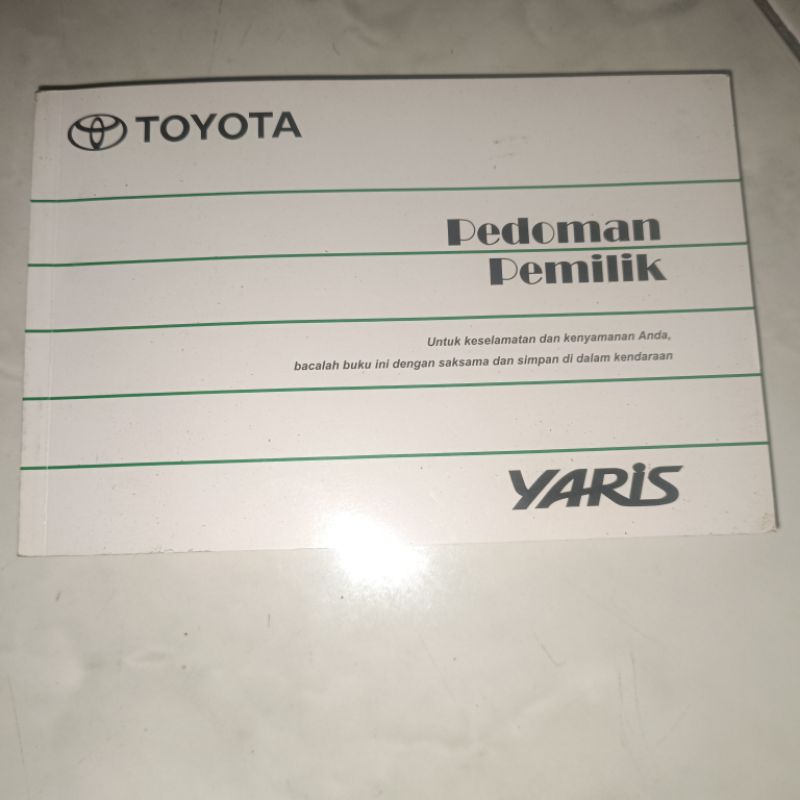 TOYOTA
Pedoman
Pemilik
Untuk keselamatan dan kenyamanan Anda,
bacalah buku ini dengan saksama dan simpan di dalam kendaraan
YARiS